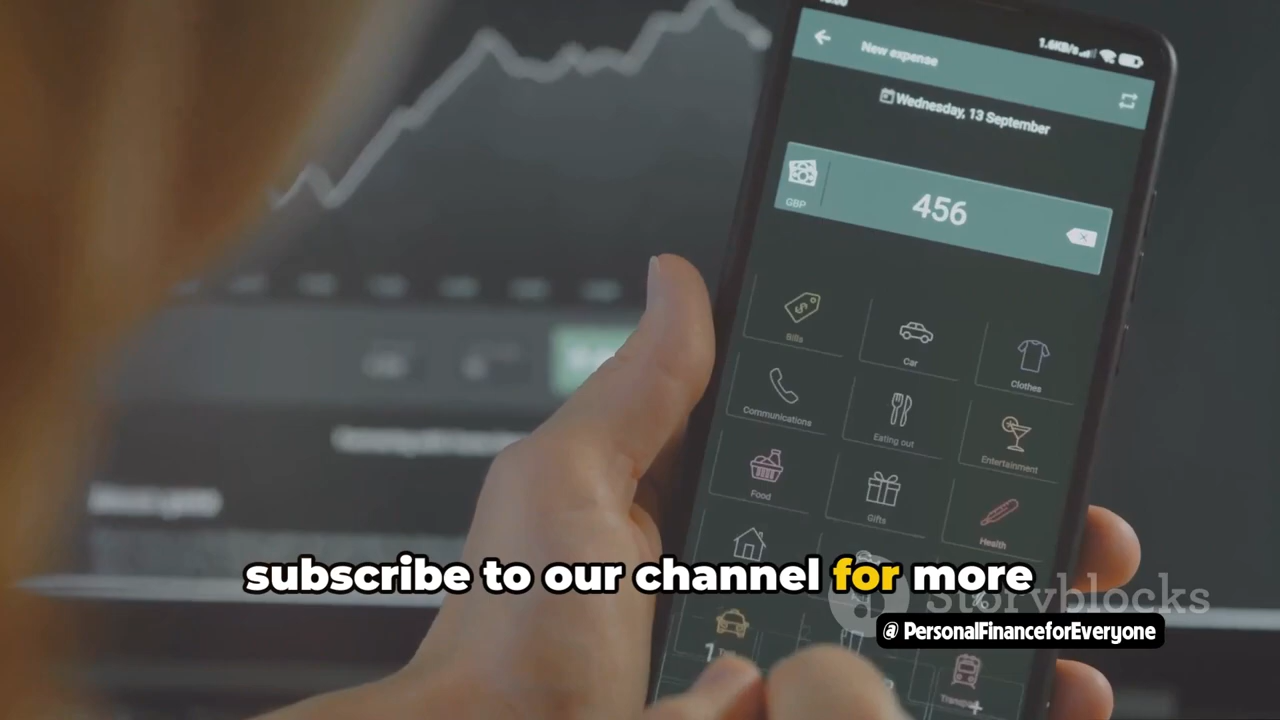 1.6KB/s
New expense
Wednesday, 13 September
GBP
456
Bills
Car
Clothes
Communications
Eating out
Entertainment
Food
Gifts
Health
subscribe to our channel for more
Storyblocks
@ PersonalFinanceforEveryone
1